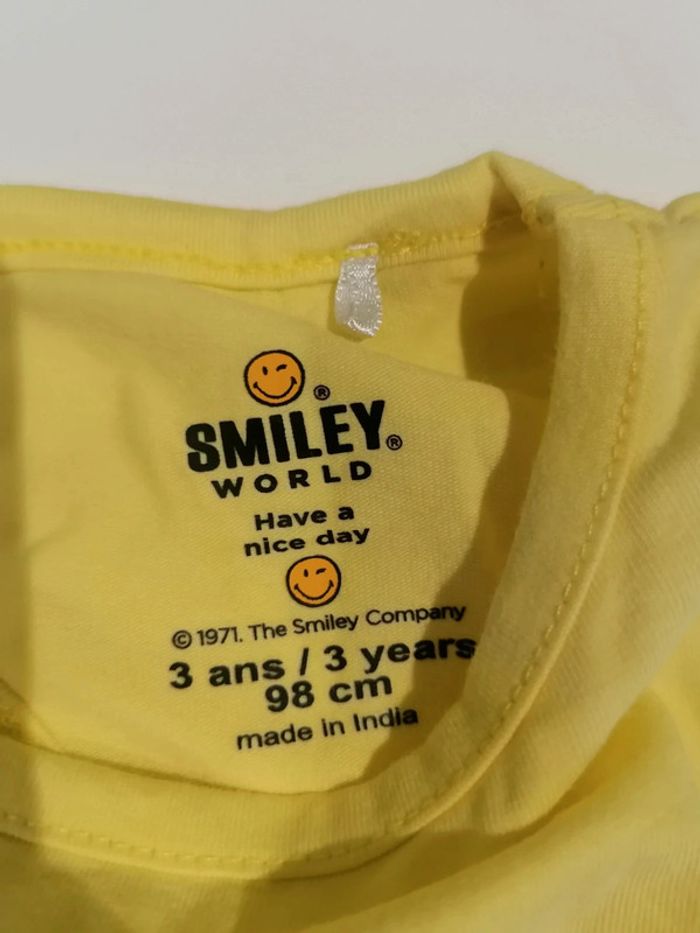 ®
SMILEY®
WORLD
Have a
nice day
© 1971. The Smiley Company
3 ans / 3 years
98 cm
made in India